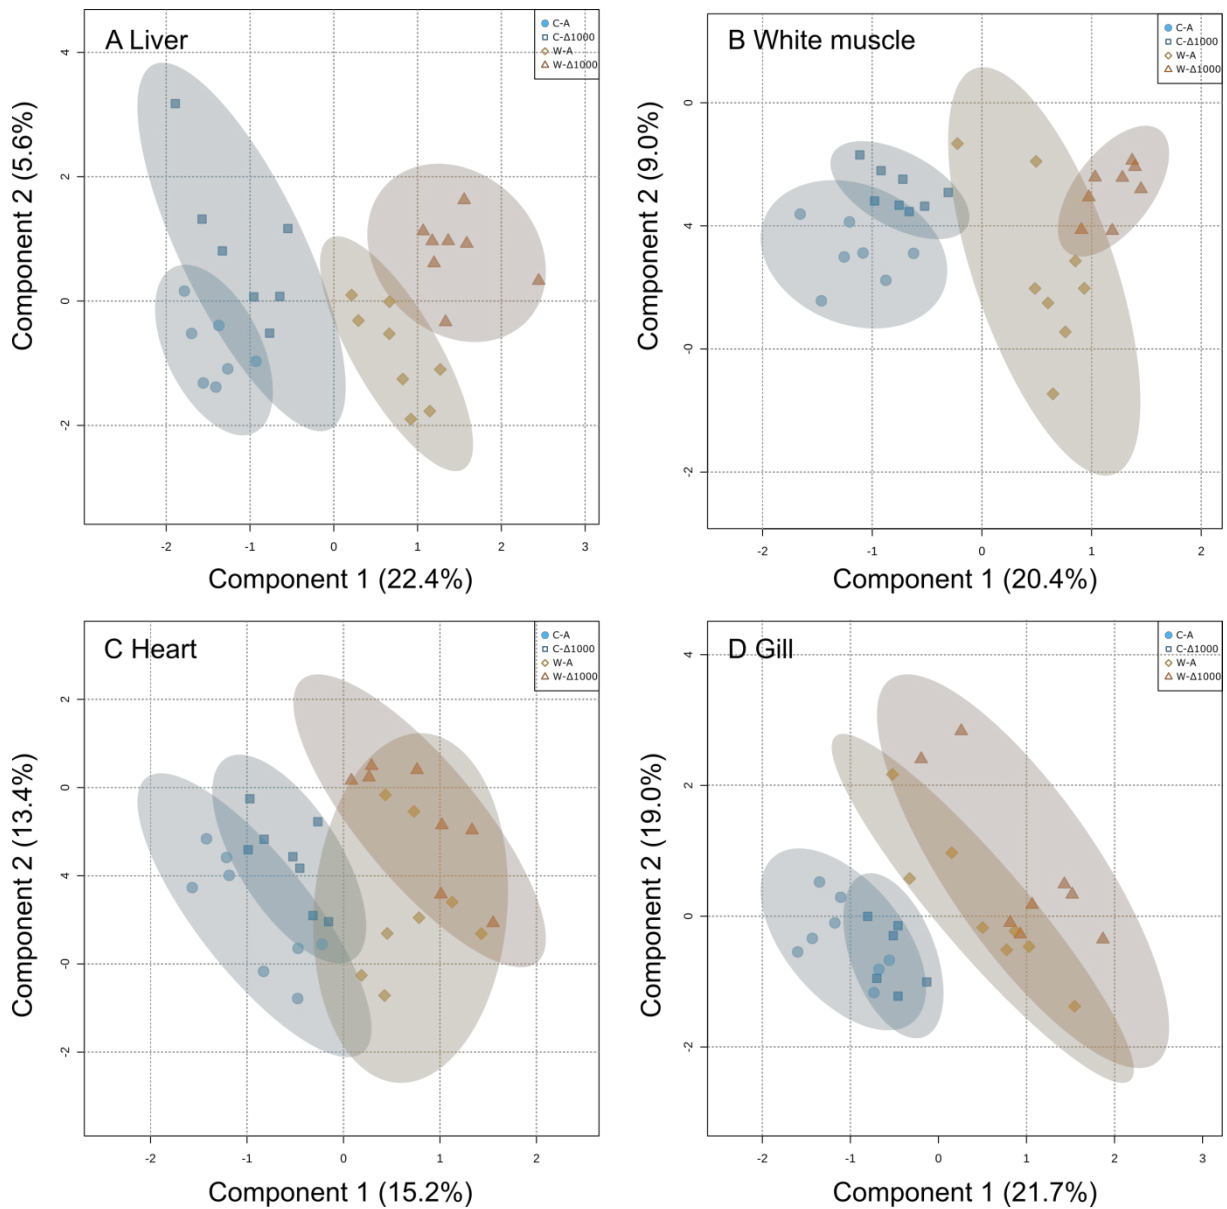 A Liver
C-A
C-Δ1000
W-A
W-Δ1000
Component 2 (5.6%)
4
2
0
-2
-2
-1
0
1
2
3
Component 1 (22.4%)
B White muscle
C-A
C-Δ1000
W-A
W-Δ1000
Component 2 (9.0%)
0
4
-0
-2
-2
-1
0
1
2
Component 1 (20.4%)
C Heart
C-A
C-Δ1000
W-A
W-Δ1000
Component 2 (13.4%)
2
0
4
-0
-2
-2
-1
0
1
2
Component 1 (15.2%)
D Gill
C-A
C-Δ1000
W-A
W-Δ1000
Component 2 (19.0%)
4
2
0
-2
-2
-1
0
1
2
3
Component 1 (21.7%)